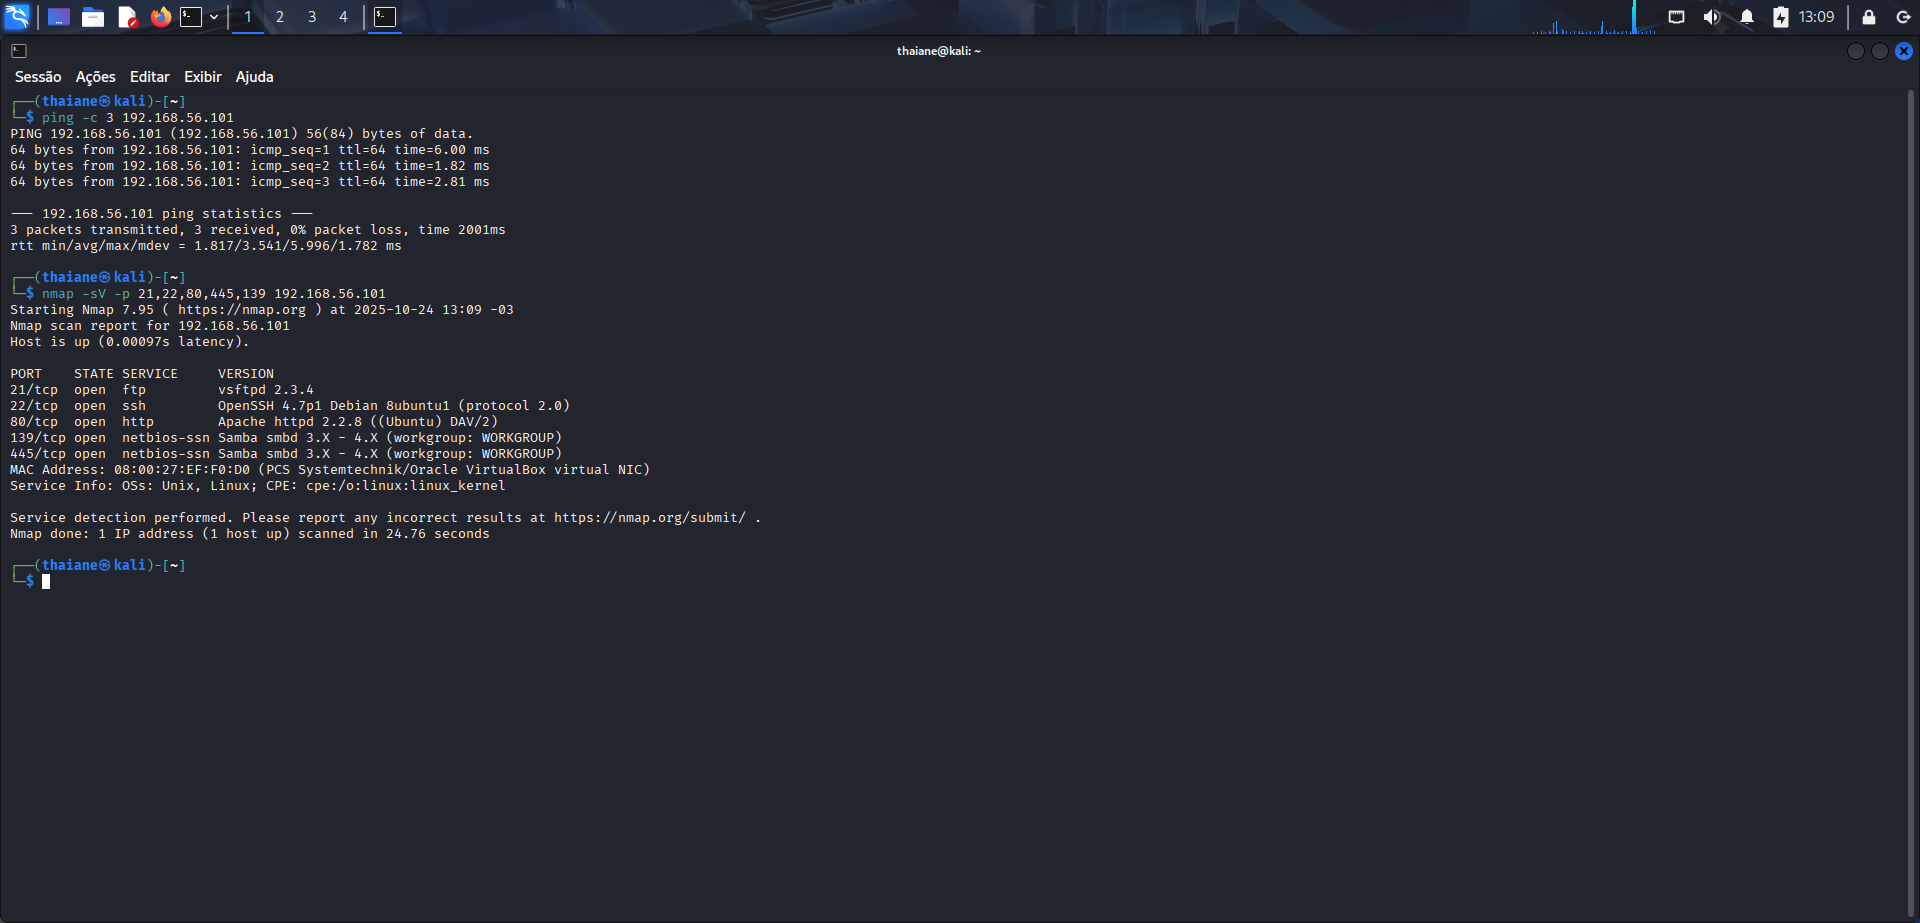 1 2 3 4 13:09
thaiane@kali: ~
Sessão Ações Editar Exibir Ajuda
┌──(thaiane㉿kali)-[~]
└─$ ping -c 3 192.168.56.101
PING 192.168.56.101 (192.168.56.101) 56(84) bytes of data.
64 bytes from 192.168.56.101: icmp_seq=1 ttl=64 time=6.00 ms
64 bytes from 192.168.56.101: icmp_seq=2 ttl=64 time=1.82 ms
64 bytes from 192.168.56.101: icmp_seq=3 ttl=64 time=2.81 ms
--- 192.168.56.101 ping statistics ---
3 packets transmitted, 3 received, 0% packet loss, time 2001ms
rtt min/avg/max/mdev = 1.817/3.541/5.996/1.782 ms
┌──(thaiane㉿kali)-[~]
└─$ nmap -sV -p 21,22,80,445,139 192.168.56.101
Starting Nmap 7.95 ( https://nmap.org ) at 2025-10-24 13:09 -03
Nmap scan report for 192.168.56.101
Host is up (0.00097s latency).
PORT    STATE SERVICE     VERSION
21/tcp  open  ftp         vsftpd 2.3.4
22/tcp  open  ssh         OpenSSH 4.7p1 Debian 8ubuntu1 (protocol 2.0)
80/tcp  open  http        Apache httpd 2.2.8 ((Ubuntu) DAV/2)
139/tcp open  netbios-ssn Samba smbd 3.X - 4.X (workgroup: WORKGROUP)
445/tcp open  netbios-ssn Samba smbd 3.X - 4.X (workgroup: WORKGROUP)
MAC Address: 08:00:27:EF:F0:D0 (PCS Systemtechnik/Oracle VirtualBox virtual NIC)
Service Info: OSs: Unix, Linux; CPE: cpe:/o:linux:linux_kernel
Service detection performed. Please report any incorrect results at https://nmap.org/submit/ .
Nmap done: 1 IP address (1 host up) scanned in 24.76 seconds
┌──(thaiane㉿kali)-[~]
└─$